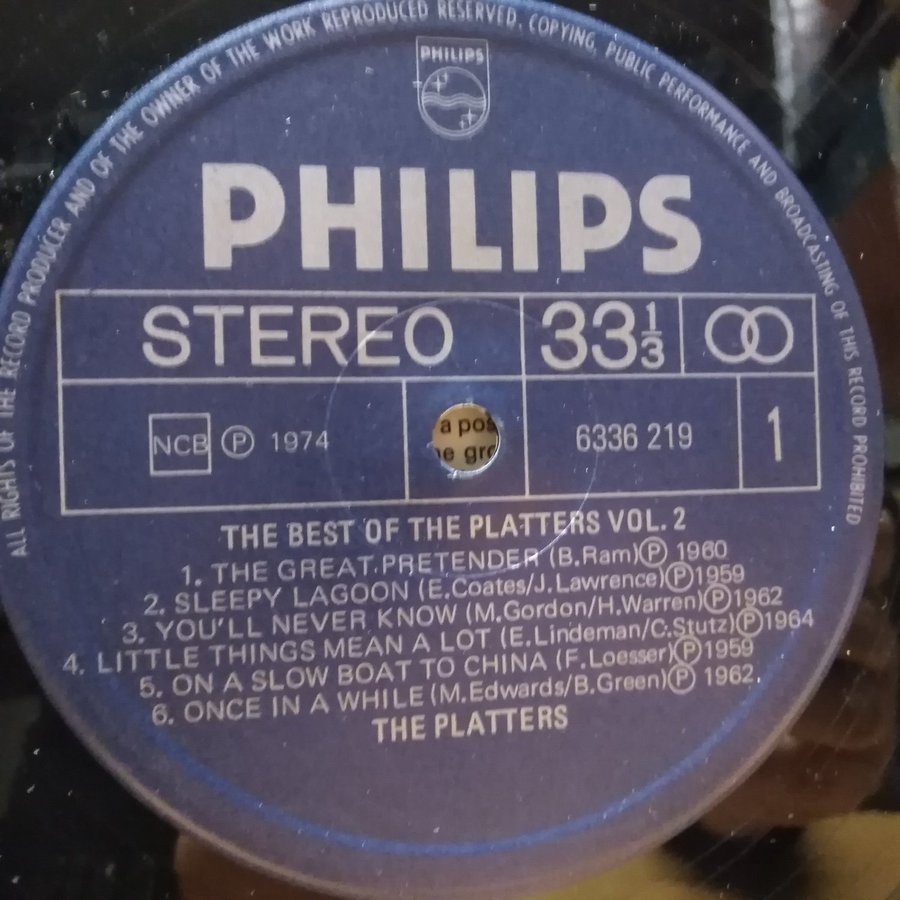 ALL RIGHTS OF THE RECORD PRODUCER AND OF THE OWNER OF THE WORK REPRODUCED RESERVED. COPYING, PUBLIC PERFORMANCE AND BROADCASTING OF THIS RECORD PROHIBITED
PHILIPS
PHILIPS
STEREO 33 1/3
NCB Ⓟ 1974 6336 219 1
a pos
e gro
THE BEST OF THE PLATTERS VOL. 2
1. THE GREAT PRETENDER (B.Ram) Ⓟ 1960
2. SLEEPY LAGOON (E.Coates/J.Lawrence) Ⓟ 1959
3. YOU'LL NEVER KNOW (M.Gordon/H.Warren) Ⓟ 1962
4. LITTLE THINGS MEAN A LOT (E.Lindeman/C.Stutz) Ⓟ 1964
5. ON A SLOW BOAT TO CHINA (F.Loesser) Ⓟ 1959
6. ONCE IN A WHILE (M.Edwards/B.Green) Ⓟ 1962.
THE PLATTERS